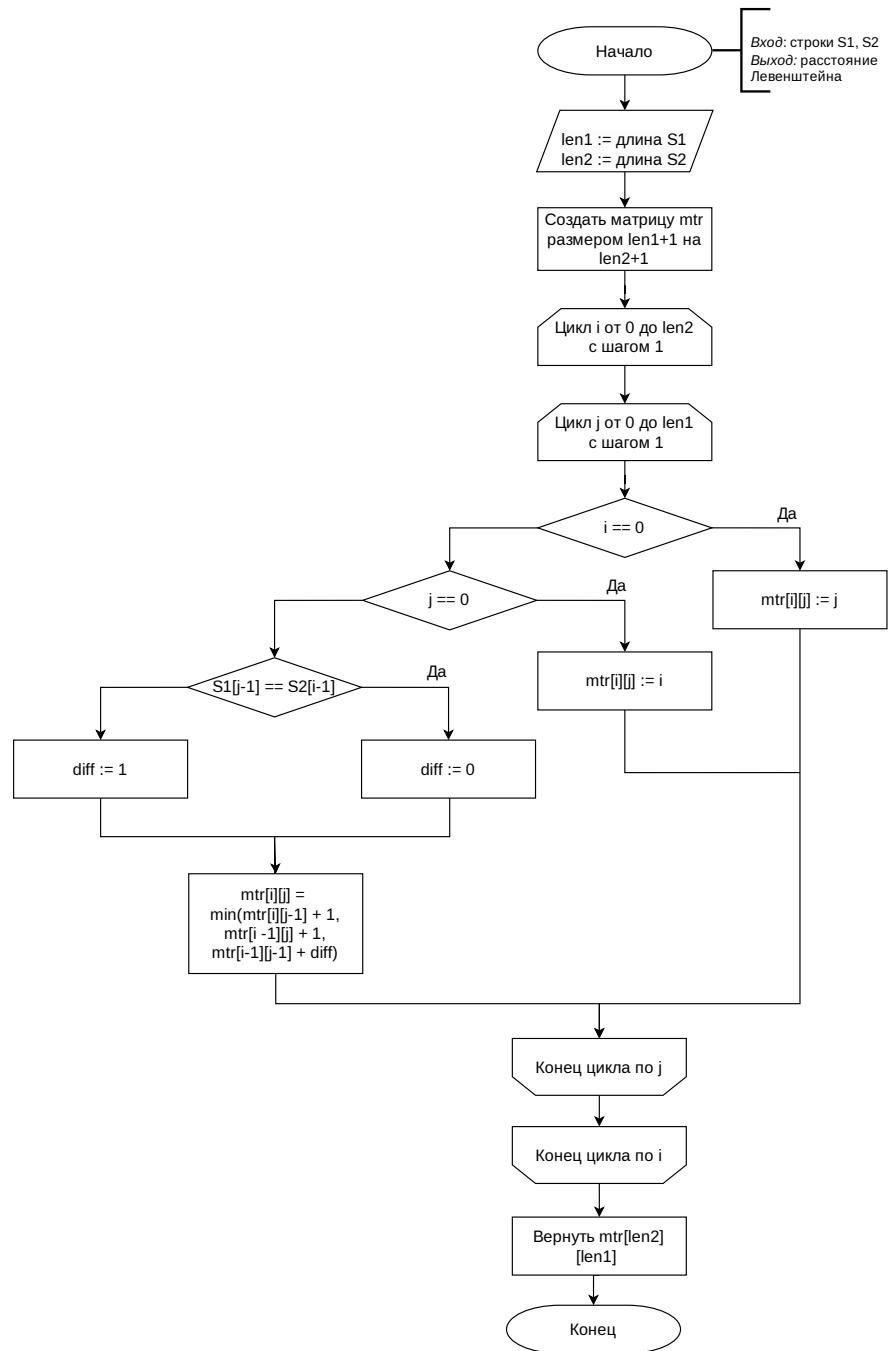 Начало
Вход: строки S1, S2
Выход: расстояние
Левенштейна
len1 := длина S1
len2 := длина S2
Создать матрицу mtr
размером len1+1 на
len2+1
Цикл i от 0 до len2
с шагом 1
Цикл j от 0 до len1
с шагом 1
i == 0
Да
j == 0
Да
mtr[i][j] := j
S1[j-1] == S2[i-1]
Да
mtr[i][j] := i
diff := 1
diff := 0
mtr[i][j] =
min(mtr[i][j-1] + 1,
mtr[i -1][j] + 1,
mtr[i-1][j-1] + diff)
Конец цикла по j
Конец цикла по i
Вернуть mtr[len2]
[len1]
Конец